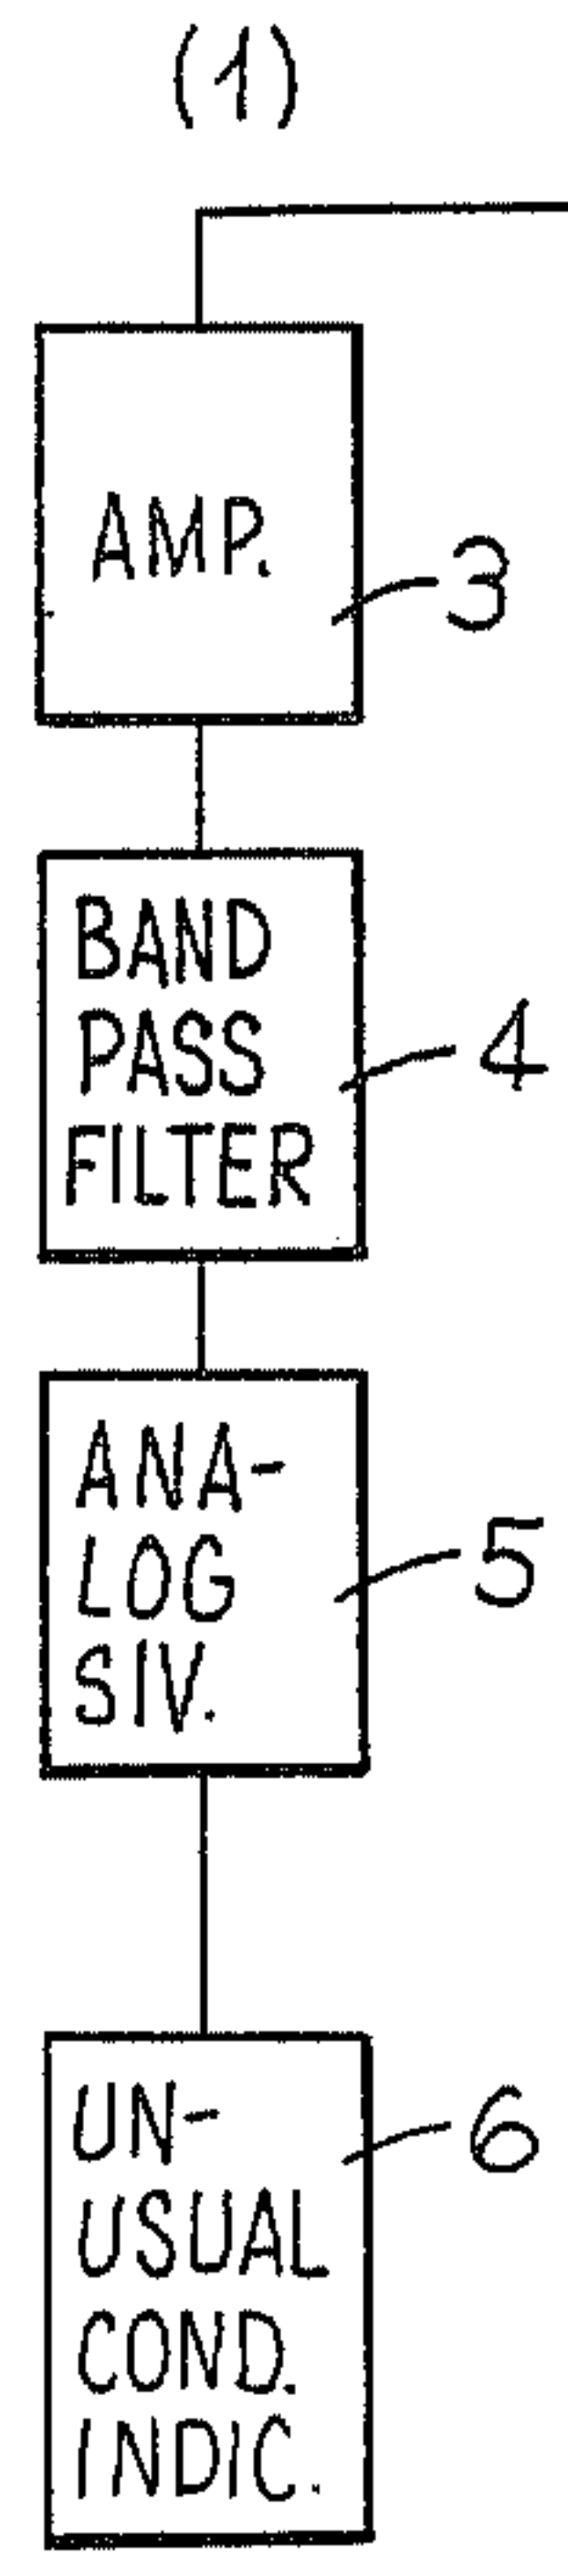 (1)
AMP.
3
BAND
PASS
FILTER
4
ANA-
LOG
SIV.
5
UN-
USUAL
COND.
INDIC.
6